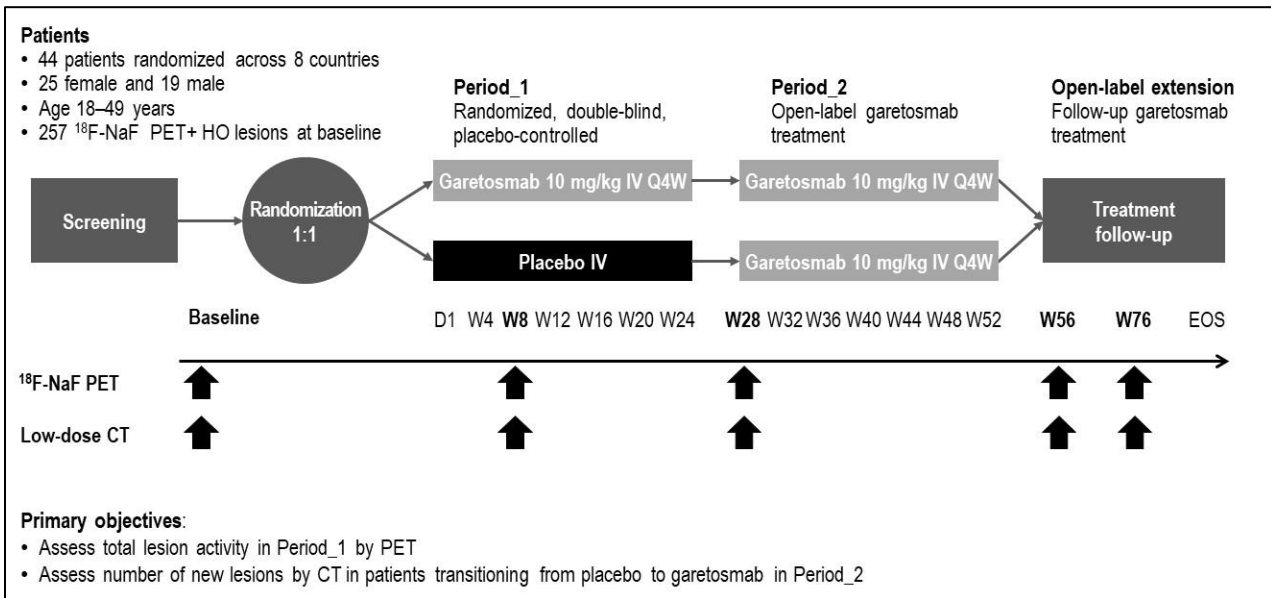 Patients
• 44 patients randomized across 8 countries
• 25 female and 19 male
• Age 18–49 years
• 257 ¹⁸F-NaF PET+ HO lesions at baseline
Period_1
Randomized, double-blind,
placebo-controlled
Period_2
Open-label garetosmab
treatment
Open-label extension
Follow-up garetosmab
treatment
Screening
Randomization
1:1
Garetosmab 10 mg/kg IV Q4W
Garetosmab 10 mg/kg IV Q4W
Placebo IV
Garetosmab 10 mg/kg IV Q4W
Treatment
follow-up
Baseline D1 W4 W8 W12 W16 W20 W24 W28 W32 W36 W40 W44 W48 W52 W56 W76 EOS
¹⁸F-NaF PET
Low-dose CT
Primary objectives:
• Assess total lesion activity in Period_1 by PET
• Assess number of new lesions by CT in patients transitioning from placebo to garetosmab in Period_2